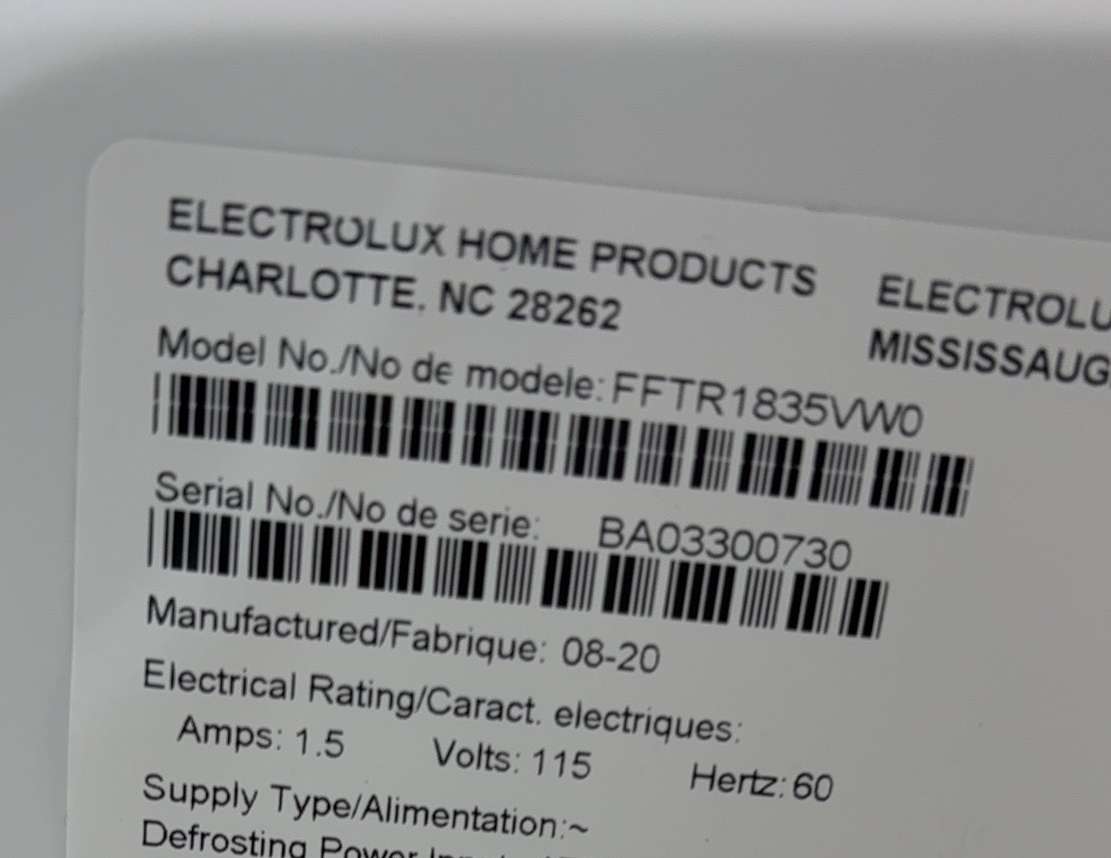 ELECTROLUX HOME PRODUCTS
CHARLOTTE, NC 28262
ELECTROLU
MISSISSAUG
Model No./No de modele: FFTR1835VW0
Serial No./No de serie: BA03300730
Manufactured/Fabrique: 08-20
Electrical Rating/Caract. electriques:
Amps: 1.5 Volts: 115 Hertz: 60
Supply Type/Alimentation:~
Defrosting Power